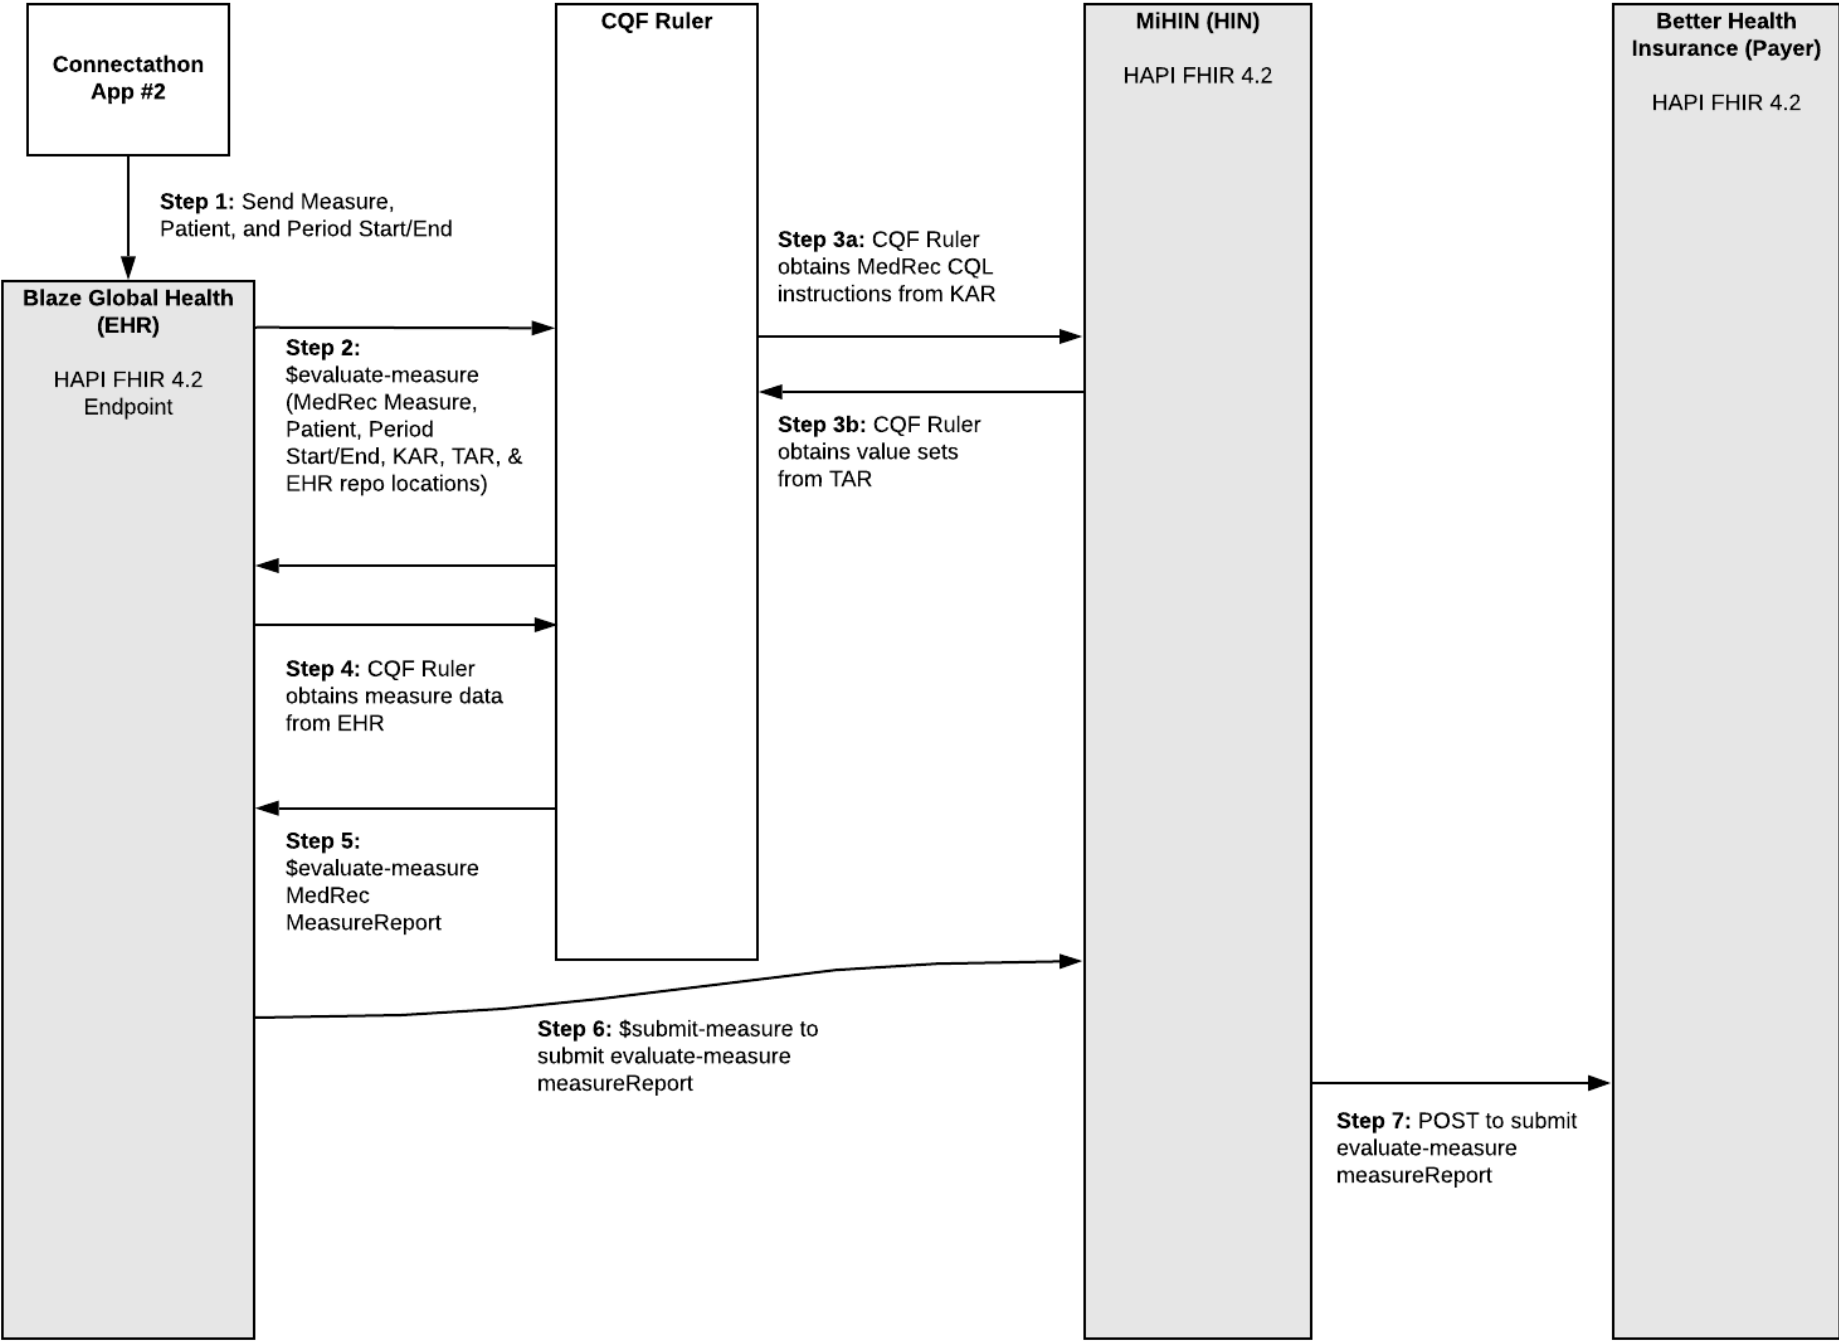 Connectathon
App #2
CQF Ruler
MiHIN (HIN)
HAPI FHIR 4.2
Better Health
Insurance (Payer)
HAPI FHIR 4.2
Step 1: Send Measure,
Patient, and Period Start/End
Blaze Global Health
(EHR)
HAPI FHIR 4.2
Endpoint
Step 2:
$evaluate-measure
(MedRec Measure,
Patient, Period
Start/End, KAR, TAR, &
EHR repo locations)
Step 3a: CQF Ruler
obtains MedRec CQL
instructions from KAR
Step 3b: CQF Ruler
obtains value sets
from TAR
Step 4: CQF Ruler
obtains measure data
from EHR
Step 5:
$evaluate-measure
MedRec
MeasureReport
Step 6: $submit-measure to
submit evaluate-measure
measureReport
Step 7: POST to submit
evaluate-measure
measureReport